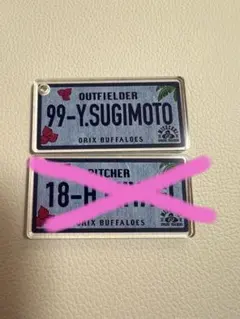 OUTFIELDER
99-Y.SUGIMOTO
ORIX BUFFALOES
PITCHER
18-H.
ORIX BUFFALOES